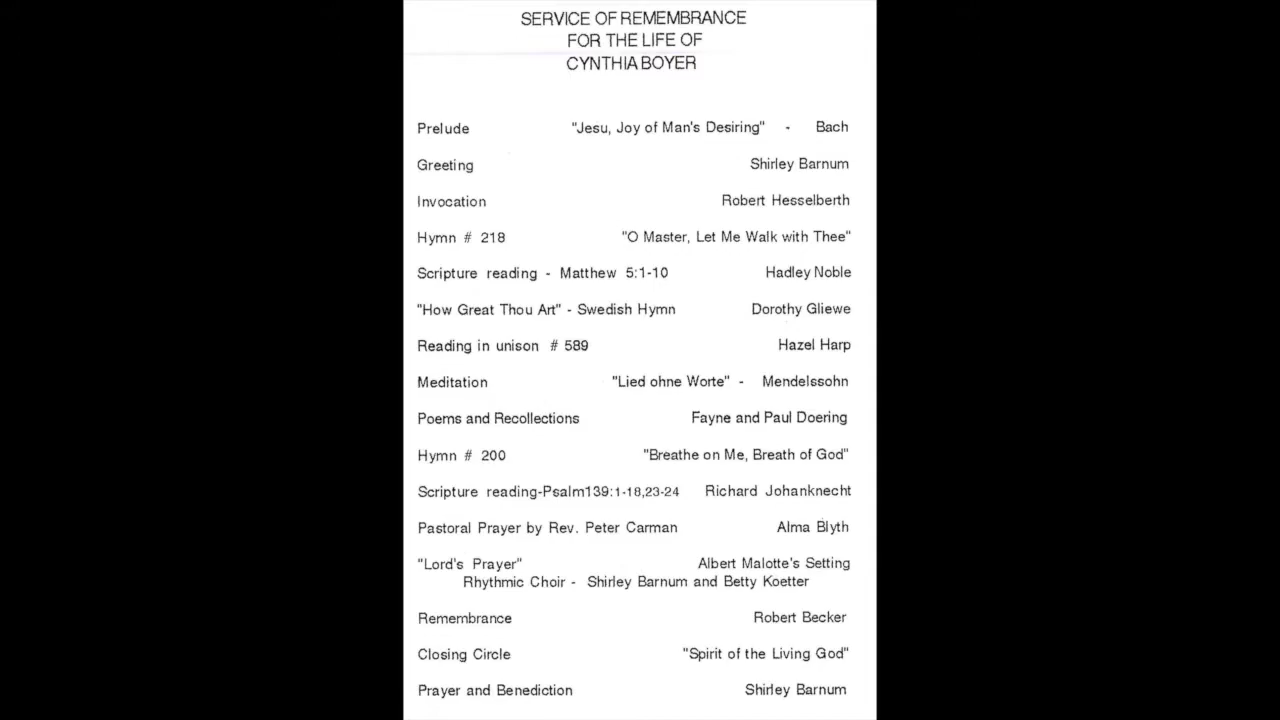 SERVICE OF REMEMBRANCE
FOR THE LIFE OF
CYNTHIA BOYER
Prelude "Jesu, Joy of Man's Desiring" - Bach
Greeting Shirley Barnum
Invocation Robert Hesselberth
Hymn # 218 "O Master, Let Me Walk with Thee"
Scripture reading - Matthew 5:1-10 Hadley Noble
"How Great Thou Art" - Swedish Hymn Dorothy Gliewe
Reading in unison # 589 Hazel Harp
Meditation "Lied ohne Worte" - Mendelssohn
Poems and Recollections Fayne and Paul Doering
Hymn # 200 "Breathe on Me, Breath of God"
Scripture reading-Psalm139:1-18,23-24 Richard Johanknecht
Pastoral Prayer by Rev. Peter Carman Alma Blyth
"Lord's Prayer" Albert Malotte's Setting
Rhythmic Choir - Shirley Barnum and Betty Koetter
Remembrance Robert Becker
Closing Circle "Spirit of the Living God"
Prayer and Benediction Shirley Barnum